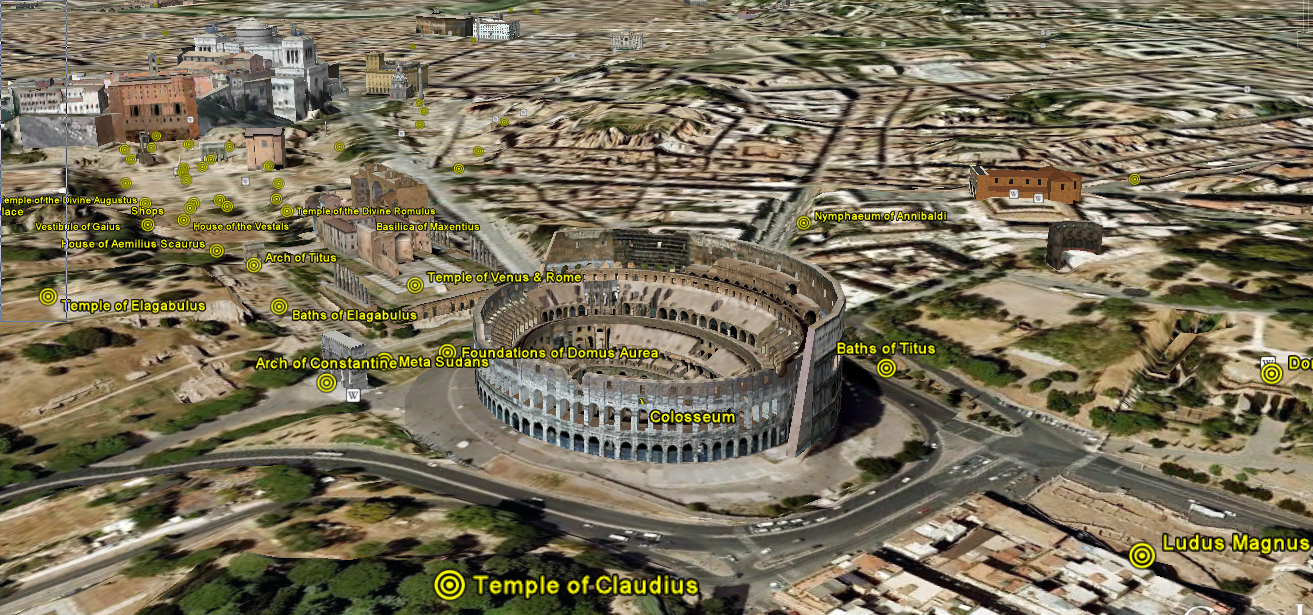 Temple of the Divine Augustus
lace
Shops
Temple of the Divine Romulus
Nymphaeum of Annibaldi
Vestibule of Gaius
House of the Vestals
Basilica of Maxentius
House of Aemilius Scaurus
Arch of Titus
Temple of Venus & Rome
Temple of Elagabulus
Baths of Elagabulus
Foundations of Domus Aurea
Baths of Titus
Arch of Constantine
Meta Sudans
W
Do
Colosseum
Ludus Magnus
Temple of Claudius